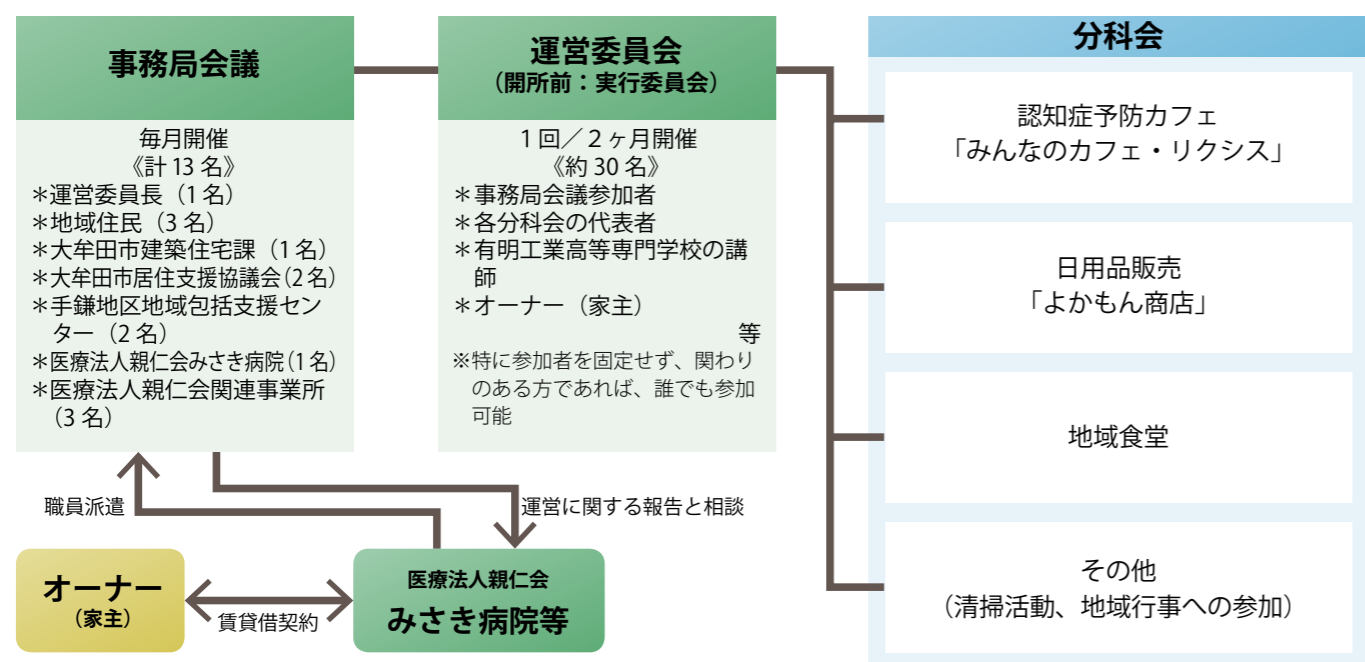 事務局会議
毎月開催
《計 13 名》
＊運営委員長（1 名）
＊地域住民（3 名）
＊大牟田市建築住宅課（1 名）
＊大牟田市居住支援協議会（2 名）
＊手鎌地区地域包括支援セン
ター（2 名）
＊医療法人親仁会みさき病院（1 名）
＊医療法人親仁会関連事業所
（3 名）
運営委員会
（開所前：実行委員会）
1 回／２ヶ月開催
《約 30 名》
＊事務局会議参加者
＊各分科会の代表者
＊有明工業高等専門学校の講
師
＊オーナー（家主）
等
※特に参加者を固定せず、関わり
のある方であれば、誰でも参加
可能
分科会
認知症予防カフェ
「みんなのカフェ・リクシス」
日用品販売
「よかもん商店」
地域食堂
その他
（清掃活動、地域行事への参加）
職員派遣
運営に関する報告と相談
オーナー
（家主）
賃貸借契約
医療法人親仁会
みさき病院等